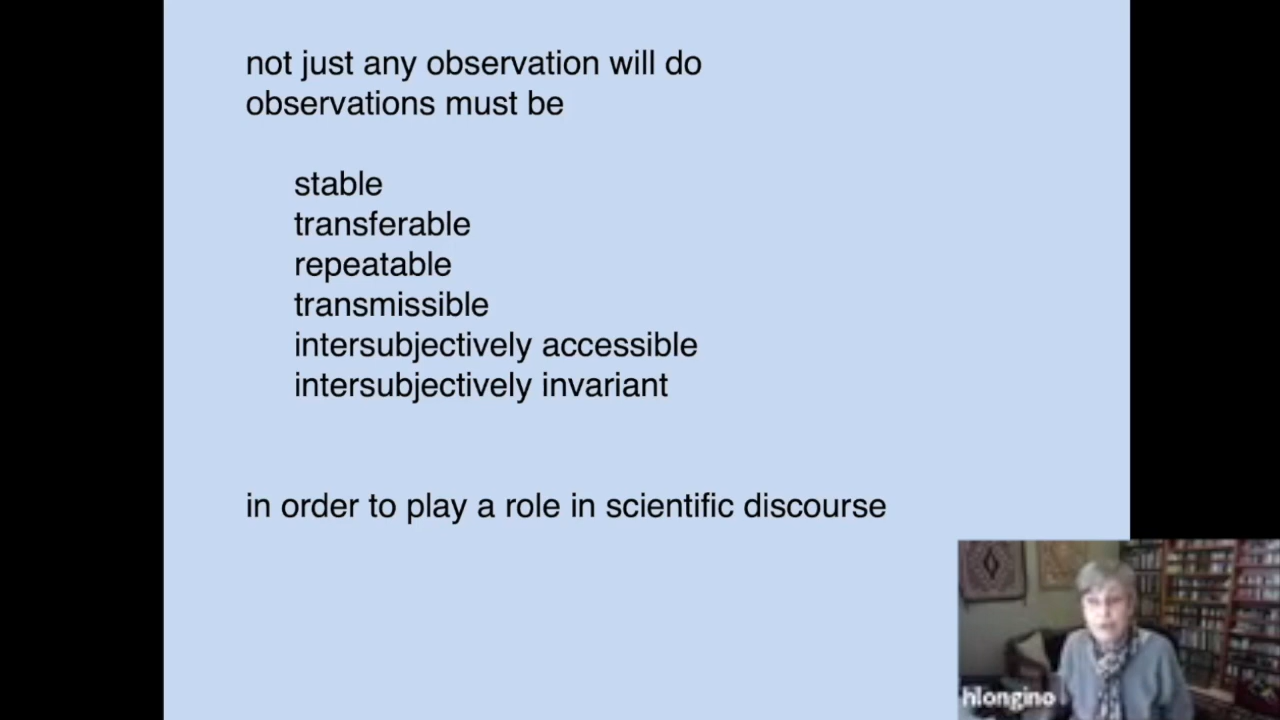 not just any observation will do
observations must be
stable
transferable
repeatable
transmissible
intersubjectively accessible
intersubjectively invariant
in order to play a role in scientific discourse
hlongino